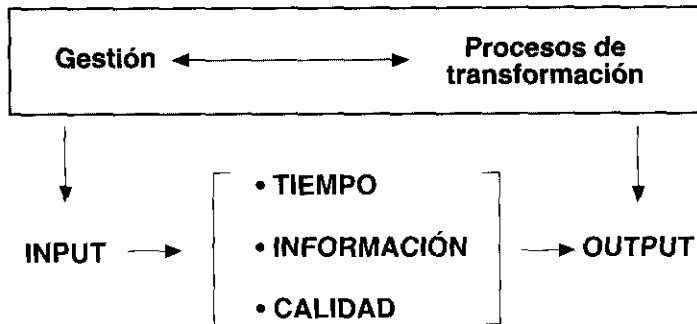 Gestión
Procesos de
transformación
• TIEMPO
INPUT
• INFORMACIÓN
OUTPUT
• CALIDAD